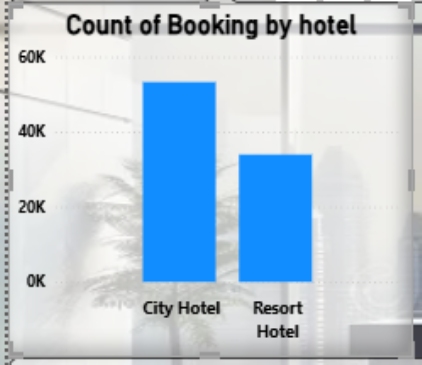 Count of Booking by hotel
60K
40K
20K
0K
City Hotel
Resort
Hotel